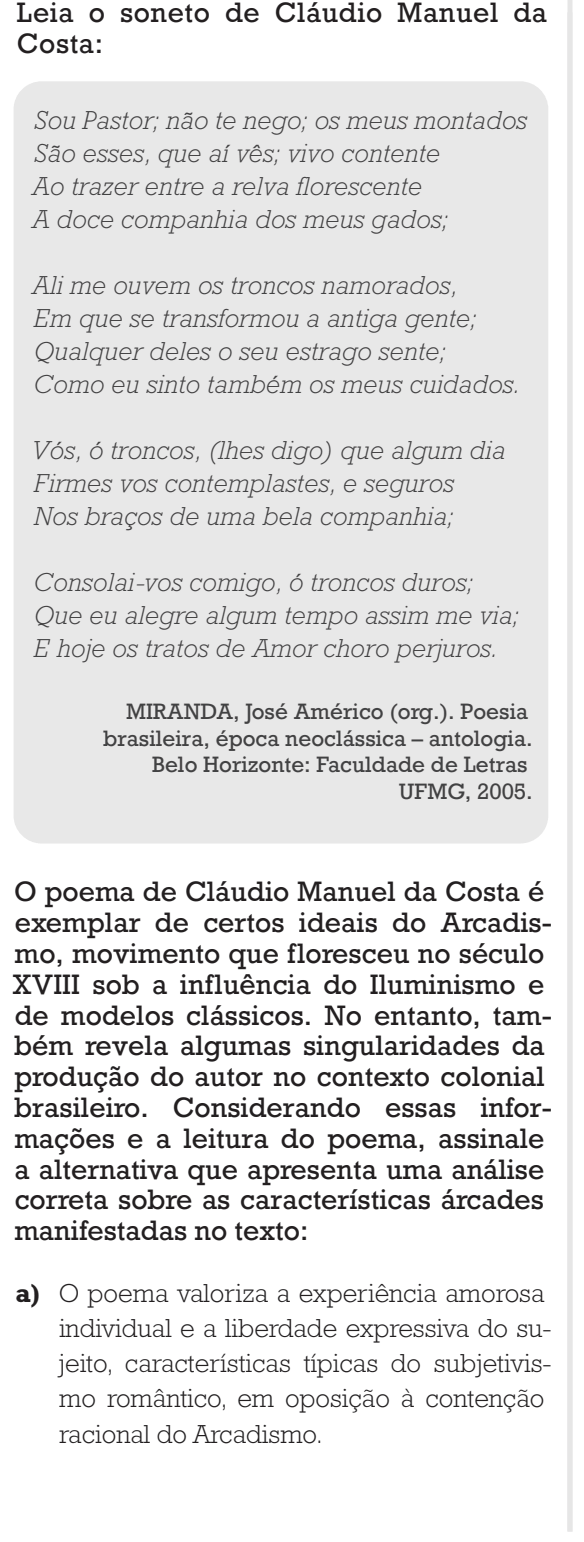 Leia o soneto de Cláudio Manuel da
Costa:
Sou Pastor; não te nego; os meus montados
São esses, que aí vês; vivo contente
Ao trazer entre a relva florescente
A doce companhia dos meus gados;
Ali me ouvem os troncos namorados,
Em que se transformou a antiga gente;
Qualquer deles o seu estrago sente;
Como eu sinto também os meus cuidados.
Vós, ó troncos, (lhes digo) que algum dia
Firmes vos contemplastes, e seguros
Nos braços de uma bela companhia;
Consolai-vos comigo, ó troncos duros;
Que eu alegre algum tempo assim me via;
E hoje os tratos de Amor choro perjuros.
MIRANDA, José Américo (org.). Poesia
brasileira, época neoclássica – antologia.
Belo Horizonte: Faculdade de Letras
UFMG, 2005.
O poema de Cláudio Manuel da Costa é
exemplar de certos ideais do Arcadis-
mo, movimento que floresceu no século
XVIII sob a influência do Iluminismo e
de modelos clássicos. No entanto, tam-
bém revela algumas singularidades da
produção do autor no contexto colonial
brasileiro. Considerando essas infor-
mações e a leitura do poema, assinale
a alternativa que apresenta uma análise
correta sobre as características árcades
manifestadas no texto:
a) O poema valoriza a experiência amorosa
individual e a liberdade expressiva do su-
jeito, características típicas do subjetivis-
mo romântico, em oposição à contenção
racional do Arcadismo.